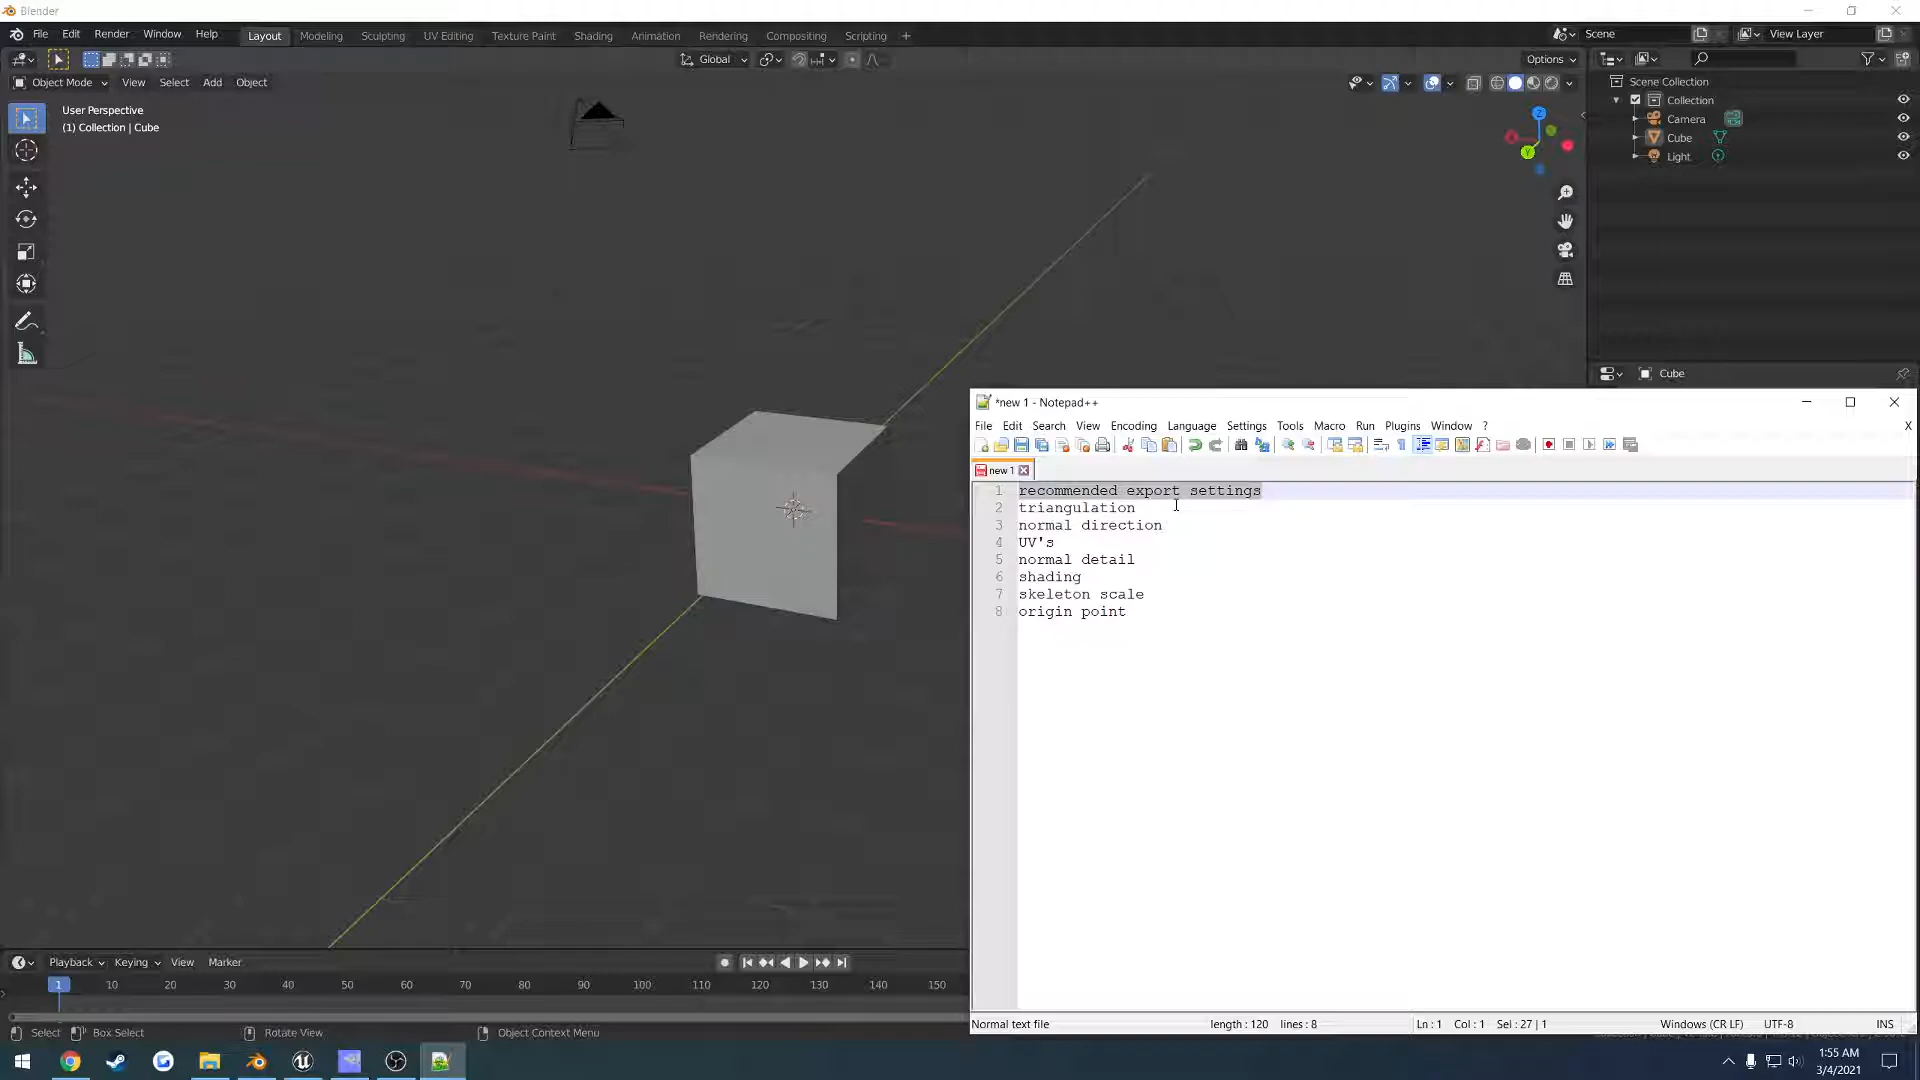 Blender
File Edit Render Window Help
Layout Modeling Sculpting UV Editing Texture Paint Shading Animation Rendering Compositing Scripting +
Scene
View Layer
Global
Options
Object Mode View Select Add Object
User Perspective
(1) Collection | Cube
Z
Y
Scene Collection
Collection
Camera
Cube
Light
Cube
*new 1 - Notepad++
File Edit Search View Encoding Language Settings Tools Macro Run Plugins Window ?
X
new 1
1 recommended export settings
2 triangulation
3 normal direction
4 UV's
5 normal detail
6 shading
7 skeleton scale
8 origin point
Normal text file
length : 120 lines : 8
Ln : 1 Col : 1 Sel : 27 | 1
Windows (CR LF)
UTF-8
INS
Playback Keying View Marker
1 10 20 30 40 50 60 70 80 90 100 110 120 130 140 150
Select Box Select Rotate View Object Context Menu
1:55 AM
3/4/2021